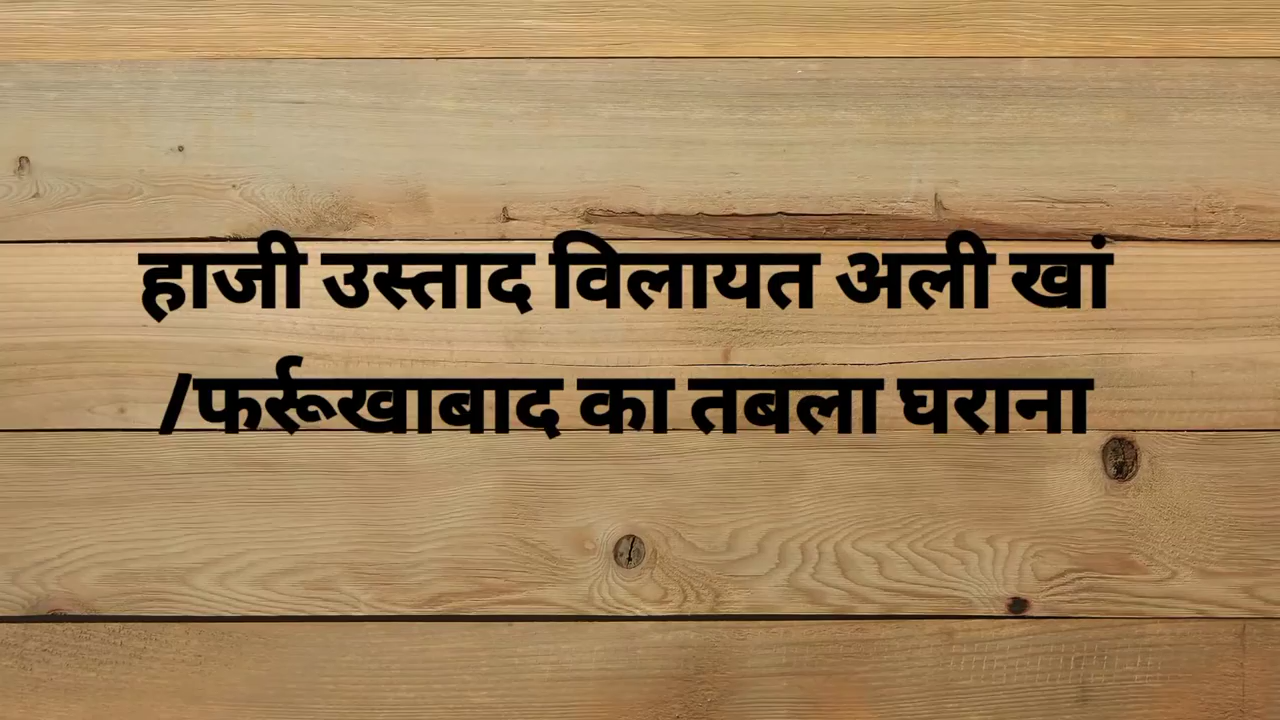 हाजी उस्ताद विलायत अली खां
/फर्रूखाबाद का तबला घराना